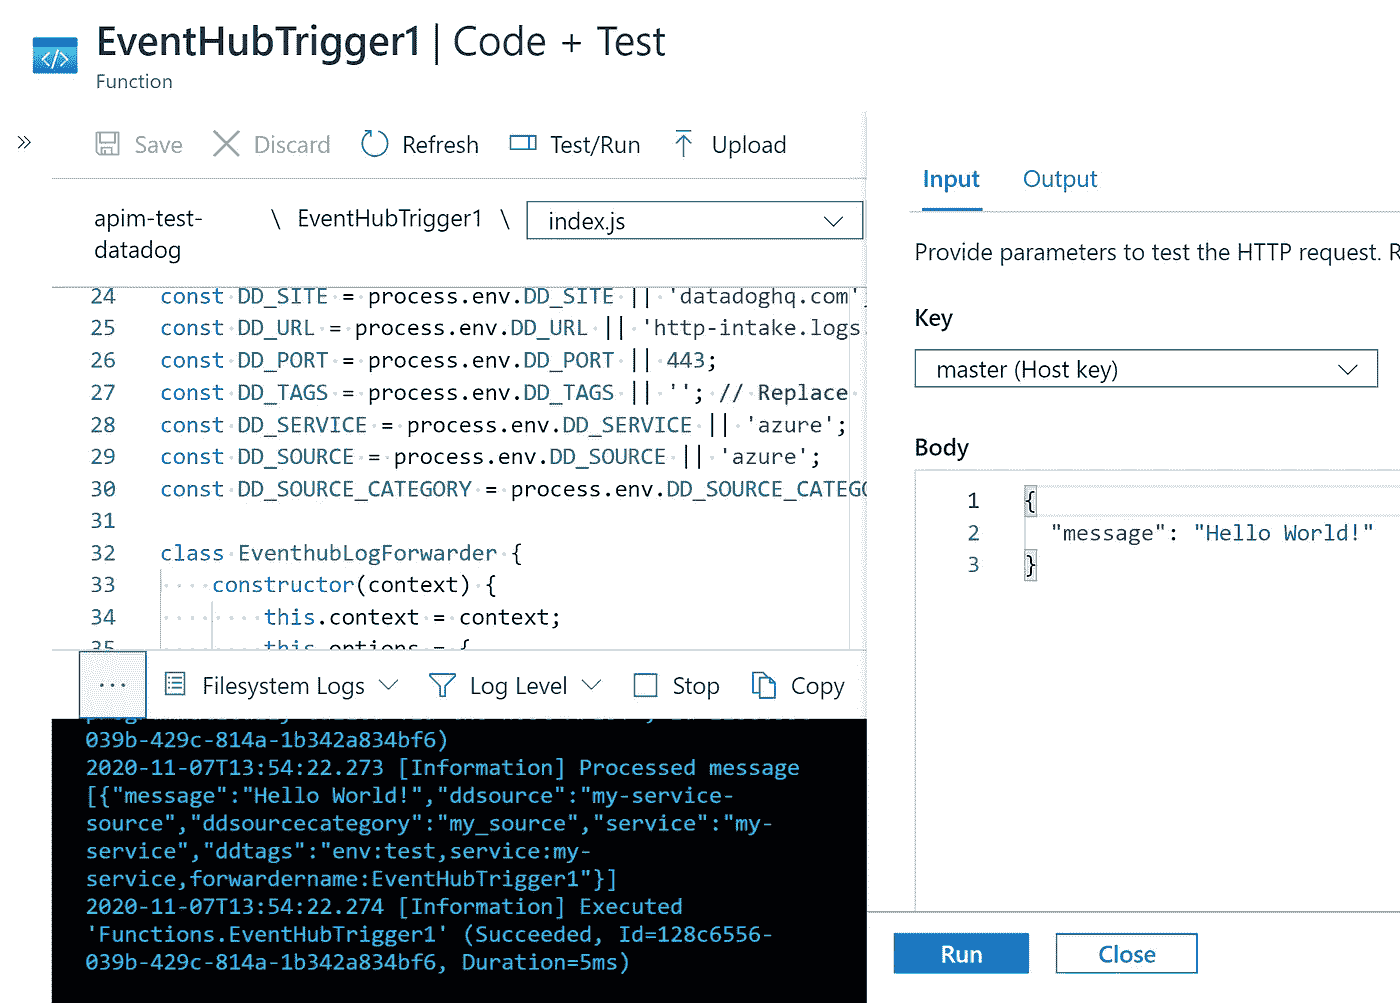 EventHubTrigger1 | Code + Test
Function
Save Discard Refresh Test/Run Upload
apim-test-datadog \ EventHubTrigger1 \ index.js
24 const DD_SITE = process.env.DD_SITE || 'datadoghq.com'
25 const DD_URL = process.env.DD_URL || 'http-intake.logs.
26 const DD_PORT = process.env.DD_PORT || 443;
27 const DD_TAGS = process.env.DD_TAGS || ''; // Replace
28 const DD_SERVICE = process.env.DD_SERVICE || 'azure';
29 const DD_SOURCE = process.env.DD_SOURCE || 'azure';
30 const DD_SOURCE_CATEGORY = process.env.DD_SOURCE_CATEGO
31
32 class EventhubLogForwarder {
33 constructor(context) {
34 this.context = context;
35 this.options = {
... Filesystem Logs Log Level Stop Copy
039b-429c-814a-1b342a834bf6)
2020-11-07T13:54:22.273 [Information] Processed message
[{"message":"Hello World!","ddsource":"my-service-
source","ddsourcecategory":"my_source","service":"my-
service","ddtags":"env:test,service:my-
service,forwardername:EventHubTrigger1"}]
2020-11-07T13:54:22.274 [Information] Executed
'Functions.EventHubTrigger1' (Succeeded, Id=128c6556-
039b-429c-814a-1b342a834bf6, Duration=5ms)
Input Output
Provide parameters to test the HTTP request. R
Key
master (Host key)
Body
1 {
2 "message": "Hello World!"
3 }
Run Close